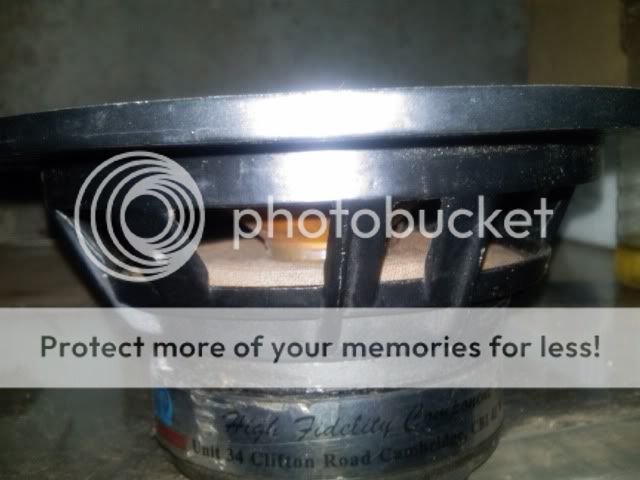 photobucket
Protect more of your memories for less!
High Fidelity
Unit 34 Clifton Road Cambridge